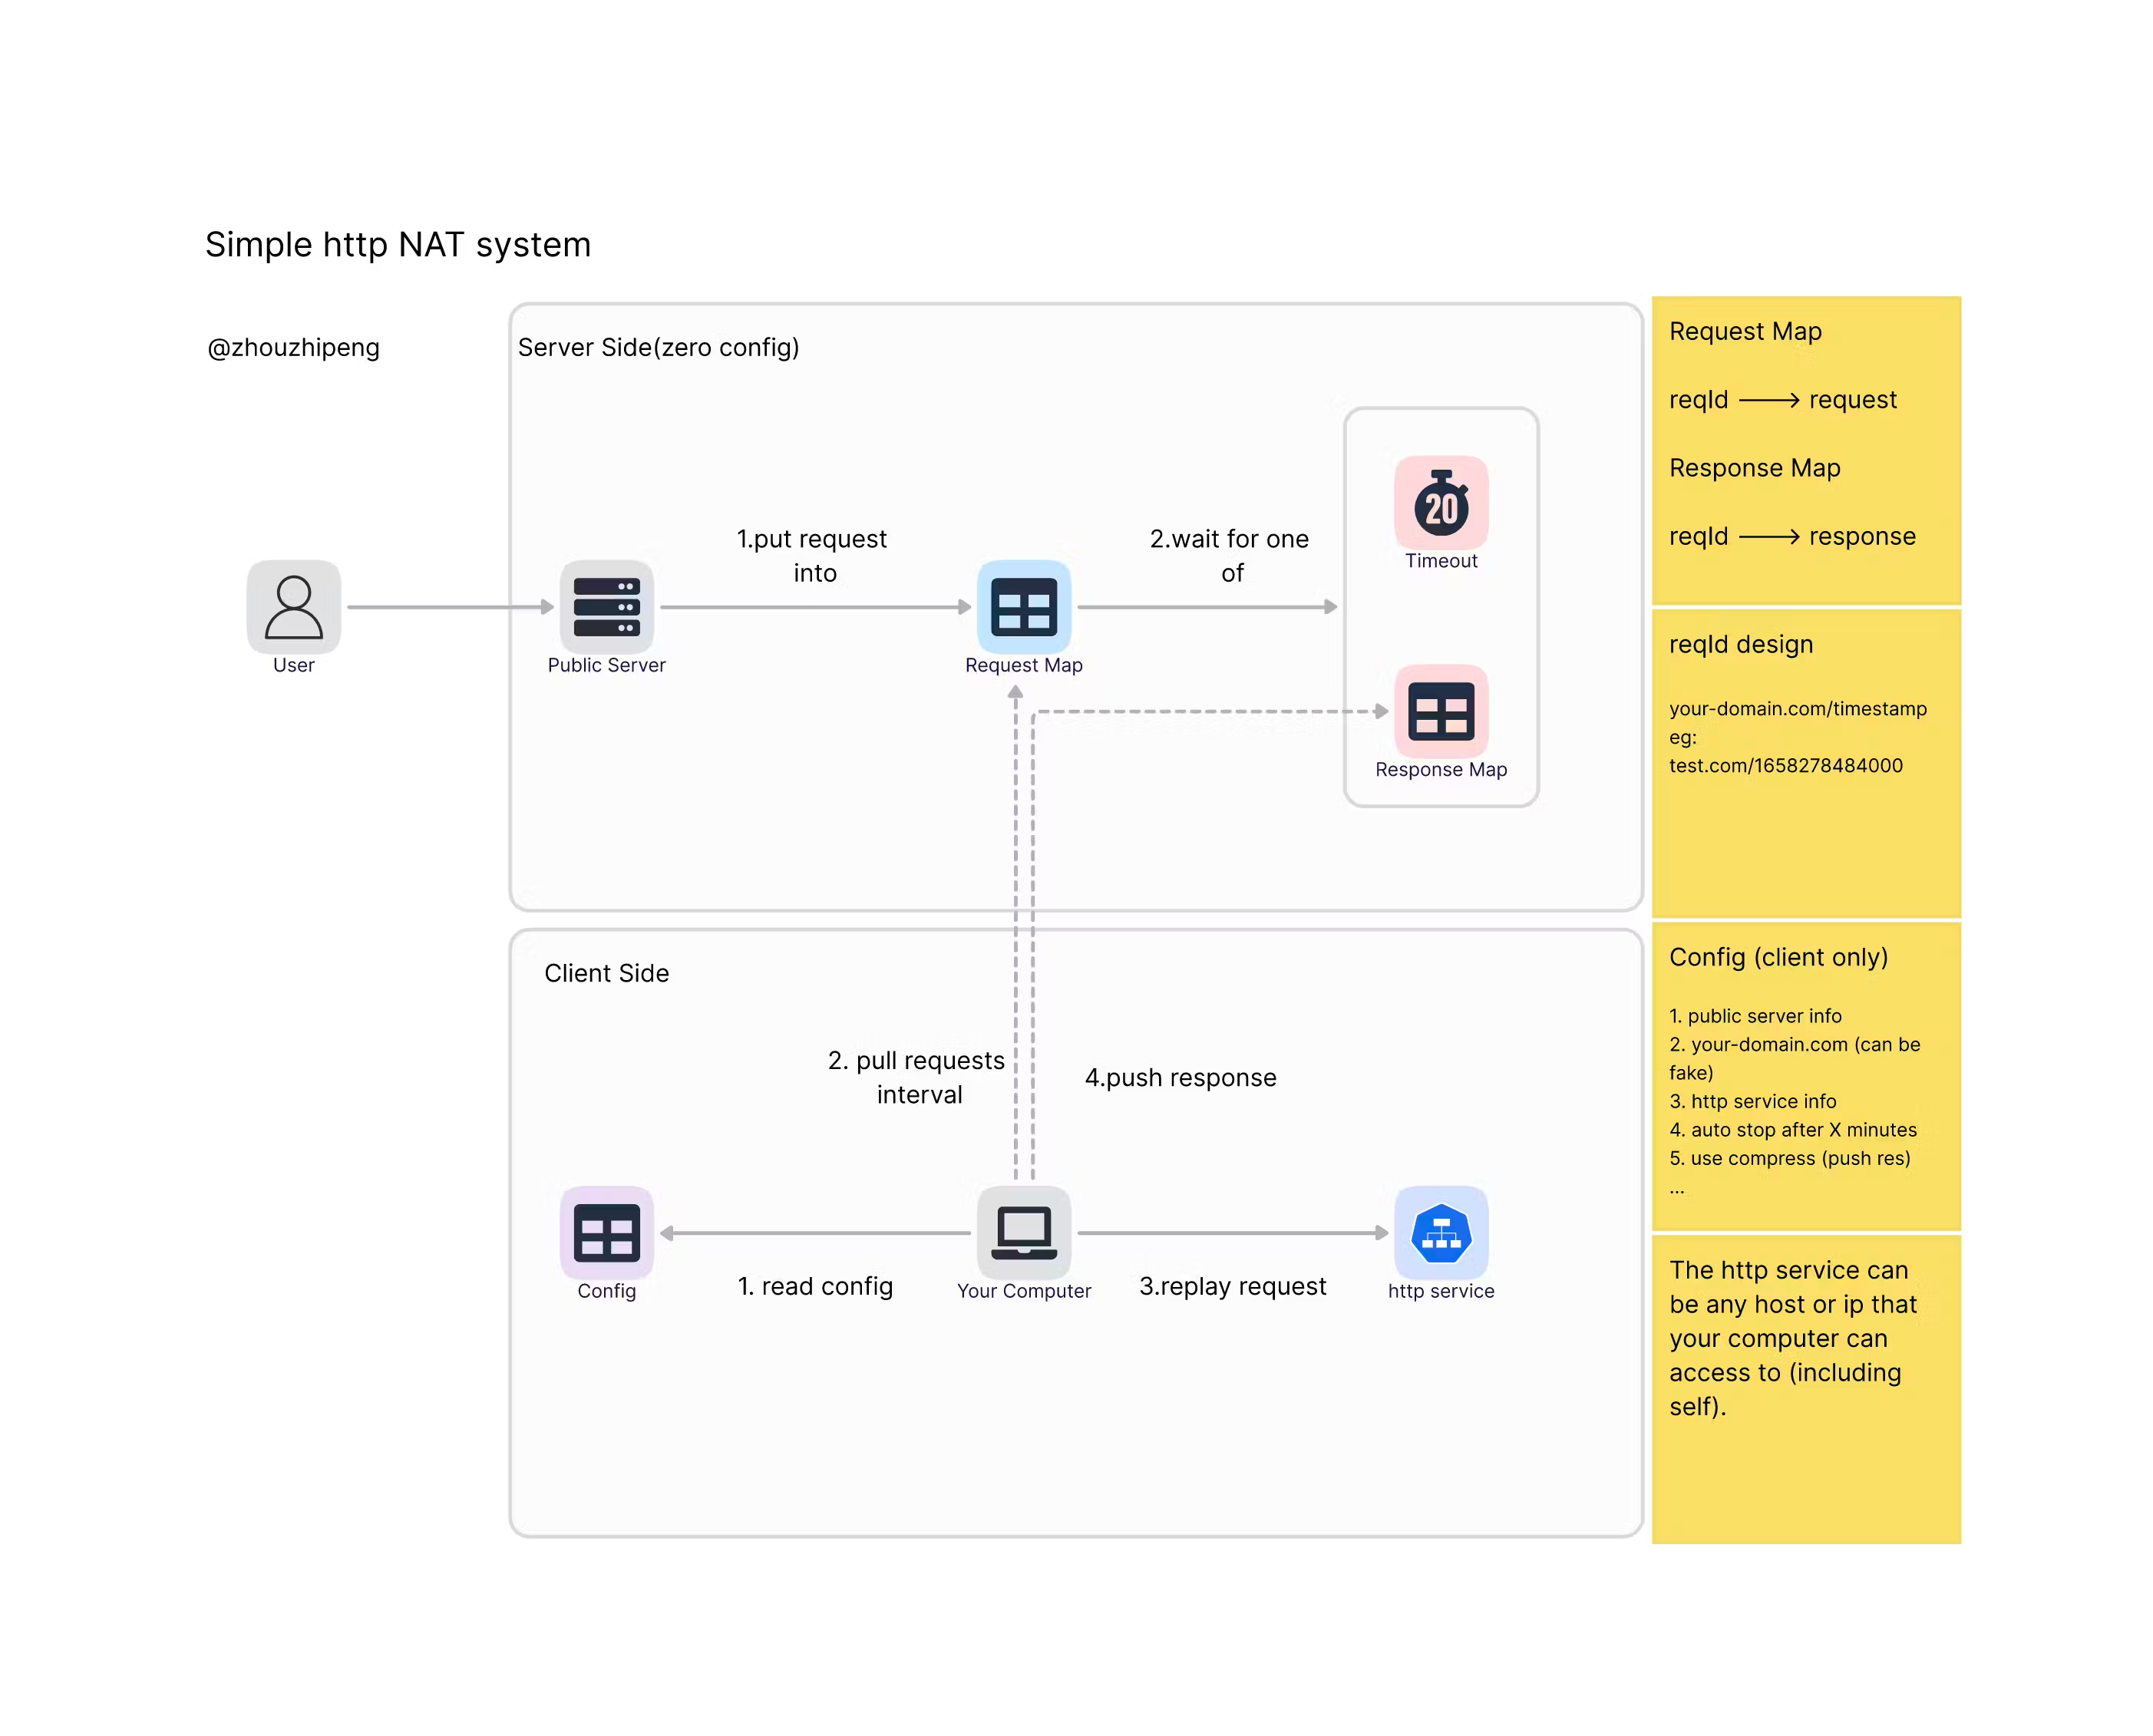 Simple http NAT system
@zhouzhipeng
Server Side(zero config)
1.put request
into
2.wait for one
of
20
Timeout
User
Public Server
Request Map
Response Map
Client Side
2. pull requests
interval
4.push response
1. read config
3.replay request
Config
Your Computer
http service
Request Map
reqId ⟶ request
Response Map
reqId ⟶ response
reqId design
your-domain.com/timestamp
eg:
test.com/1658278484000
Config (client only)
1. public server info
2. your-domain.com (can be
fake)
3. http service info
4. auto stop after X minutes
5. use compress (push res)
...
The http service can
be any host or ip that
your computer can
access to (including
self).